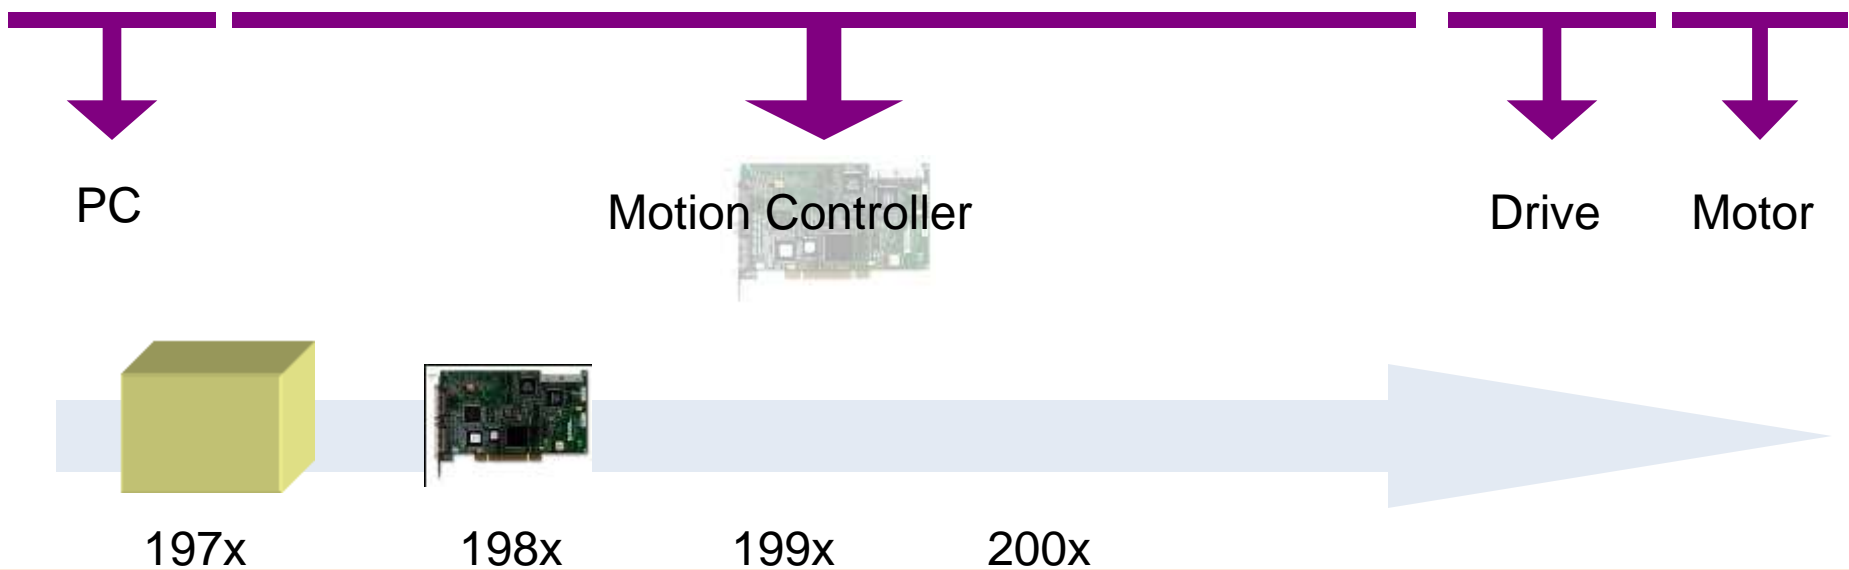 PC
Motion Controller
Drive
Motor
197x
198x
199x
200x